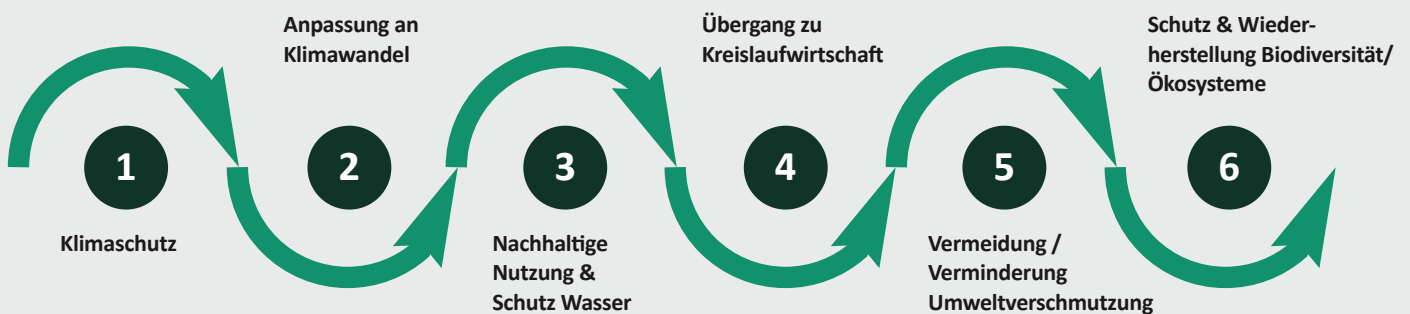 1
Klimaschutz
Anpassung an
Klimawandel
2
3
Nachhaltige
Nutzung &
Schutz Wasser
Übergang zu
Kreislaufwirtschaft
4
5
Vermeidung /
Verminderung
Umweltverschmutzung
Schutz & Wieder-
herstellung Biodiversität/
Ökosysteme
6